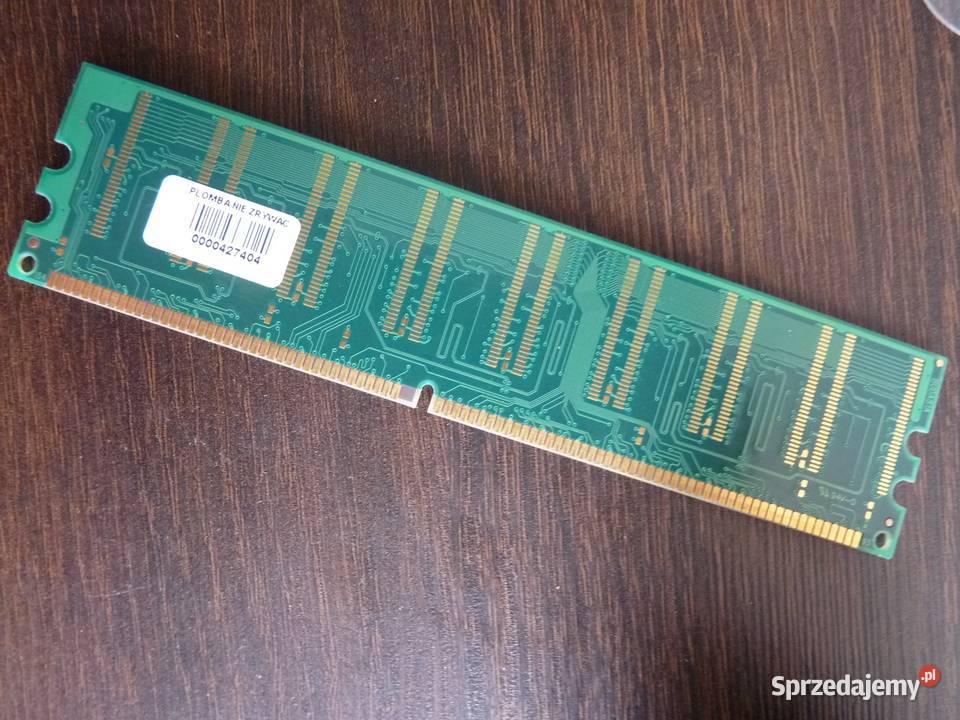 PLOMBA NIE ZRYWAC
0000427404
Sprzedajemy.pl